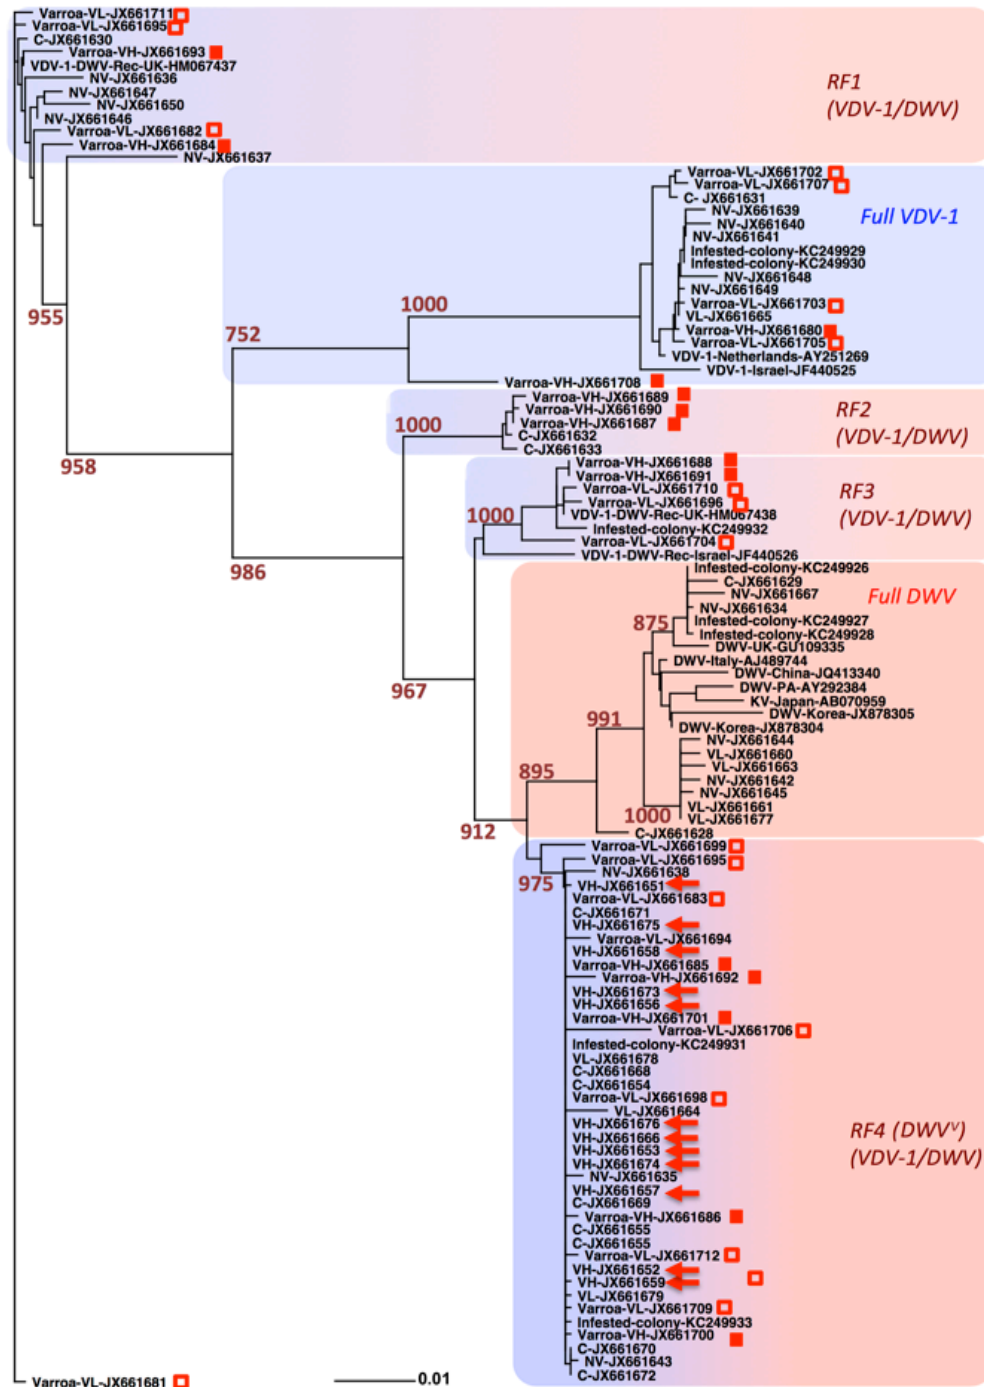 Varroa-VL-JX661711
Varroa-VL-JX661695
C-JX661630
Varroa-VH-JX661693
VDV-1-DWV-Rec-UK-HM067437
NV-JX661636
NV-JX661647
NV-JX661650
NV-JX661646
Varroa-VL-JX661682
Varroa-VH-JX661684
NV-JX661637
RF1
(VDV-1/DWV)
Varroa-VL-JX661702
Varroa-VL-JX661707
C- JX661631
NV-JX661639
NV-JX661640
NV-JX661641
Infested-colony-KC249929
Infested-colony-KC249930
NV-JX661648
NV-JX661649
Varroa-VL-JX661703
VL-JX661665
Varroa-VH-JX661680
Varroa-VL-JX661705
VDV-1-Netherlands-AY251269
VDV-1-Israel-JF440525
Varroa-VH-JX661708
Full VDV-1
955
752
1000
958
Varroa-VH-JX661689
Varroa-VH-JX661690
Varroa-VH-JX661687
C-JX661632
C-JX661633
RF2
(VDV-1/DWV)
1000
Varroa-VH-JX661688
Varroa-VH-JX661691
Varroa-VL-JX661710
Varroa-VL-JX661696
VDV-1-DWV-Rec-UK-HM067438
Infested-colony-KC249932
Varroa-VL-JX661704
VDV-1-DWV-Rec-Israel-JF440526
RF3
(VDV-1/DWV)
1000
986
Infested-colony-KC249926
C-JX661629
NV-JX661667
NV-JX661634
Infested-colony-KC249927
Infested-colony-KC249928
DWV-UK-GU109335
DWV-Italy-AJ489744
DWV-China-JQ413340
DWV-PA-AY292384
KV-Japan-AB070959
DWV-Korea-JX878305
DWV-Korea-JX878304
NV-JX661644
VL-JX661660
VL-JX661663
NV-JX661642
NV-JX661645
VL-JX661661
VL-JX661677
C-JX661628
Full DWV
875
967
991
895
1000
912
Varroa-VL-JX661699
Varroa-VL-JX661695
NV-JX661638
VH-JX661651
Varroa-VL-JX661683
C-JX661671
VH-JX661675
Varroa-VL-JX661694
VH-JX661658
Varroa-VH-JX661685
Varroa-VH-JX661692
VH-JX661673
VH-JX661656
Varroa-VH-JX661701
Varroa-VL-JX661706
Infested-colony-KC249931
VL-JX661678
C-JX661668
C-JX661654
Varroa-VL-JX661698
VL-JX661664
VH-JX661676
VH-JX661666
VH-JX661653
VH-JX661674
NV-JX661635
VH-JX661657
C-JX661669
Varroa-VH-JX661686
C-JX661655
C-JX661655
Varroa-VL-JX661712
VH-JX661652
VH-JX661659
VL-JX661679
Varroa-VL-JX661709
Infested-colony-KC249933
Varroa-VH-JX661700
C-JX661670
NV-JX661643
C-JX661672
975
RF4 (DWVⱽ)
(VDV-1/DWV)
Varroa-VL-JX661681
0.01